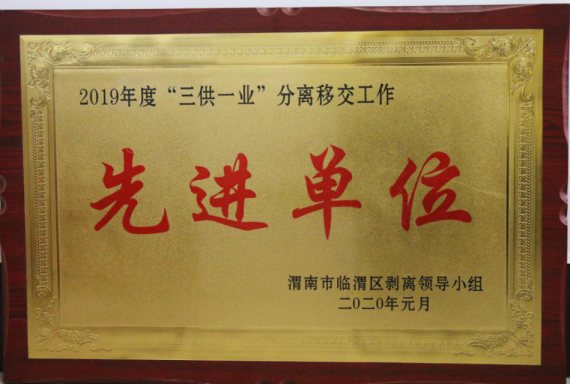 2019年度“三供一业”分离移交工作
先进单位
渭南市临渭区剥离领导小组
二〇二〇年元月